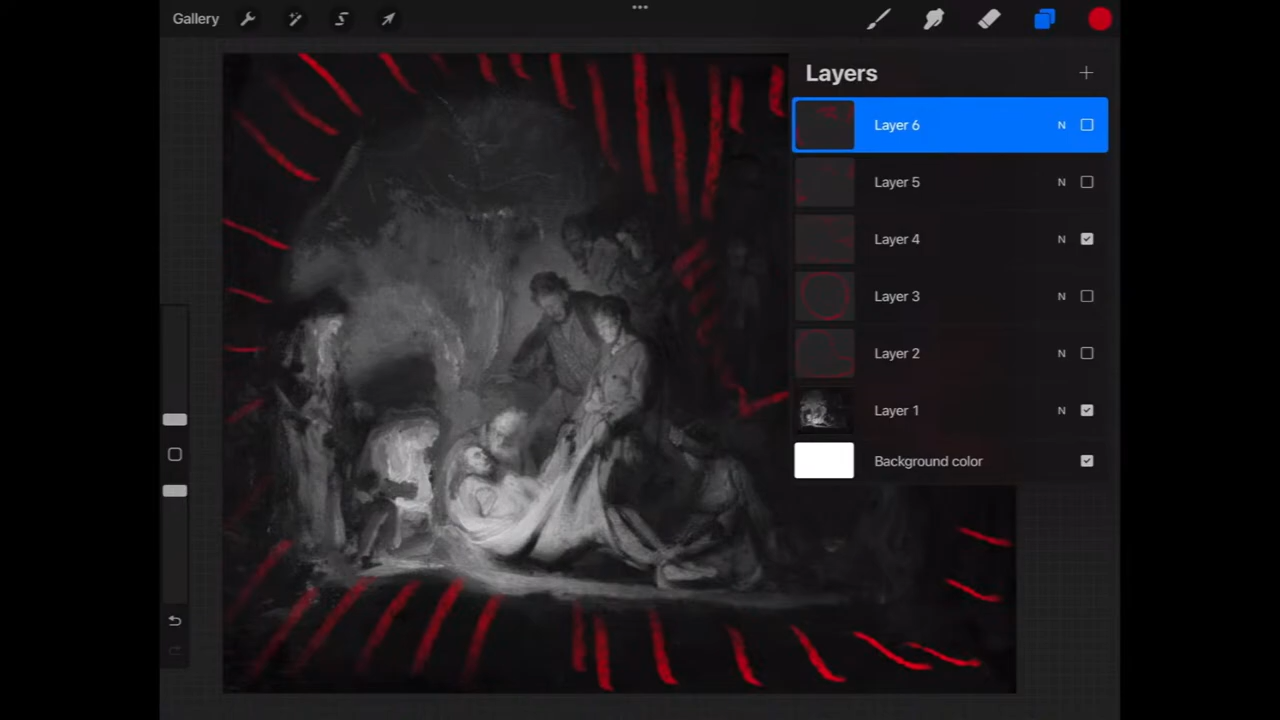 Gallery
Layers
Layer 6 N
Layer 5 N
Layer 4 N
Layer 3 N
Layer 2 N
Layer 1 N
Background color